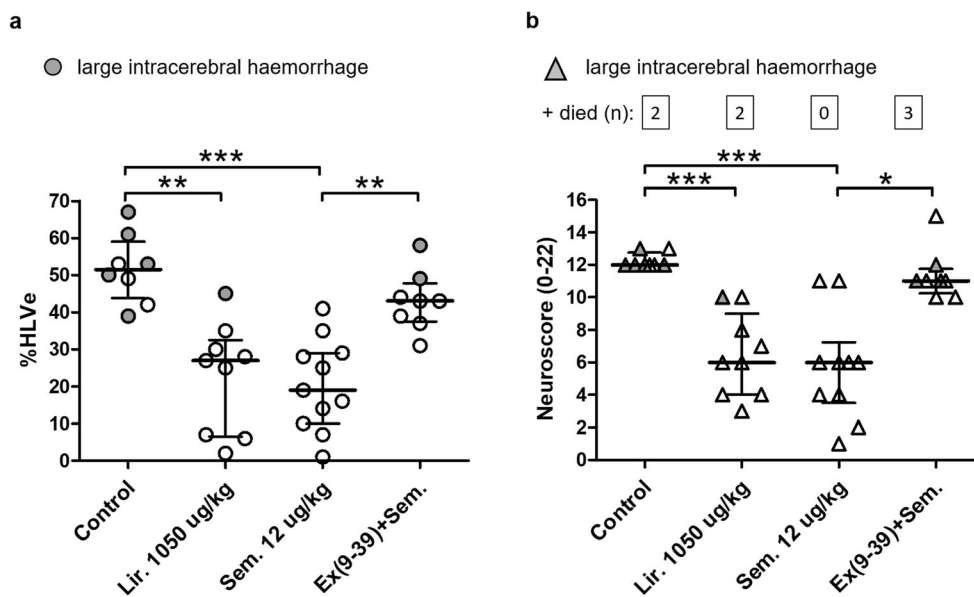 a
large intracerebral haemorrhage
***
**
**
%HLVe
70
60
50
40
30
20
10
0
Control
Lir. 1050 ug/kg
Sem. 12 ug/kg
Ex(9-39)+Sem.
b
large intracerebral haemorrhage
+ died (n): 2 2 0 3
***
***
*
Neuroscore (0-22)
16
14
12
10
8
6
4
2
0
Control
Lir. 1050 ug/kg
Sem. 12 ug/kg
Ex(9-39)+Sem.